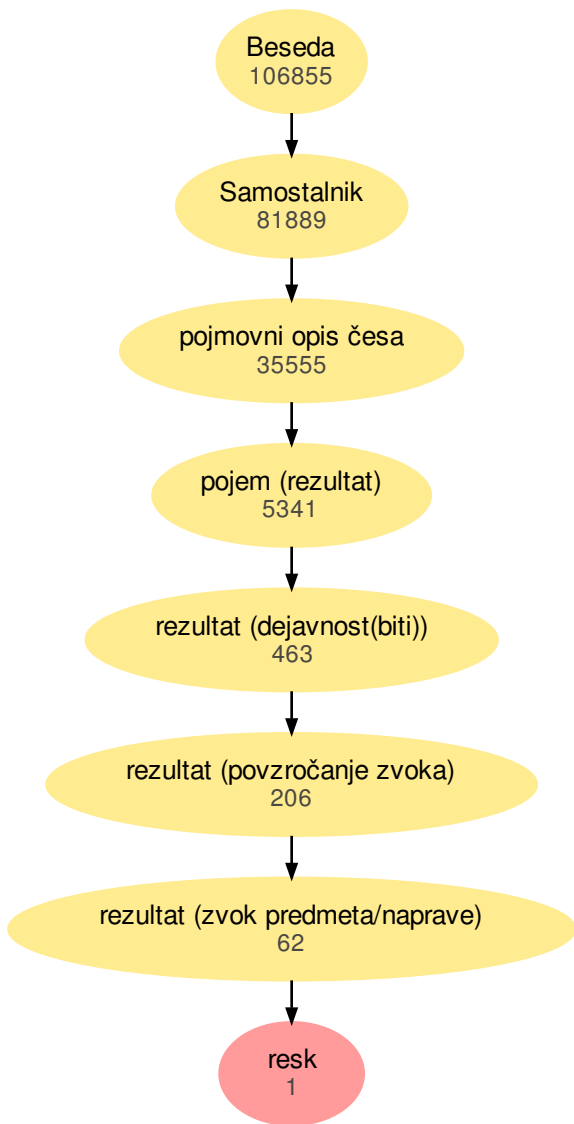 Beseda
106855
Samostalnik
81889
pojmovni opis česa
35555
pojem (rezultat)
5341
rezultat (dejavnost(biti))
463
rezultat (povzročanje zvoka)
206
rezultat (zvok predmeta/naprave)
62
resk
1